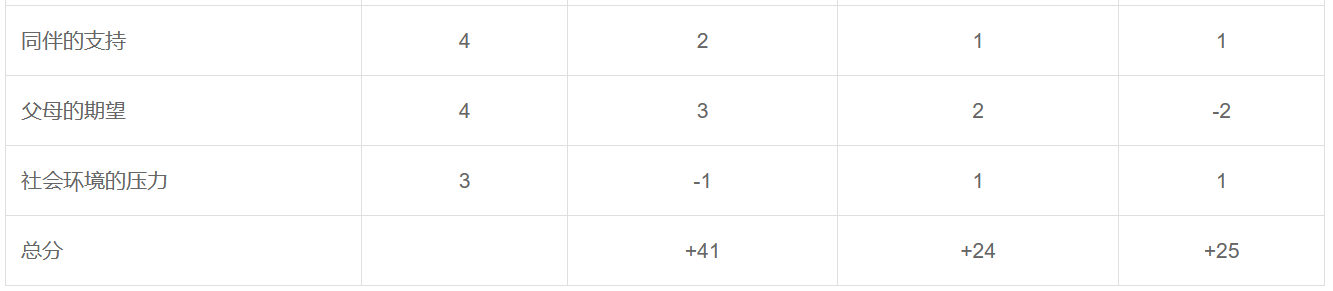 同伴的支持 4 2 1 1
父母的期望 4 3 2 -2
社会环境的压力 3 -1 1 1
总分 +41 +24 +25